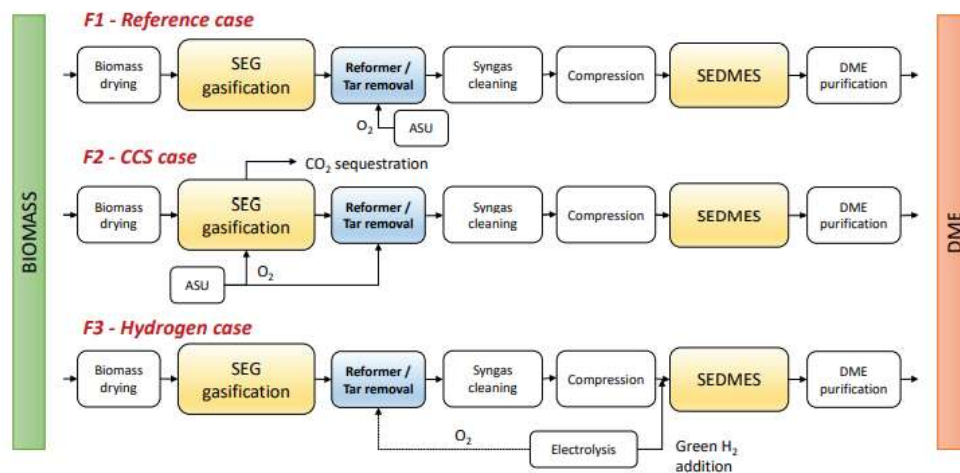 F1 - Reference case
BIOMASS
DME
Biomass
drying
SEG
gasification
Reformer /
Tar removal
Syngas
cleaning
Compression
SEDMES
DME
purification
O2
ASU
F2 - CCS case
CO2 sequestration
Biomass
drying
SEG
gasification
Reformer /
Tar removal
Syngas
cleaning
Compression
SEDMES
DME
purification
ASU
O2
F3 - Hydrogen case
Biomass
drying
SEG
gasification
Reformer /
Tar removal
Syngas
cleaning
Compression
SEDMES
DME
purification
O2
Electrolysis
Green H2
addition